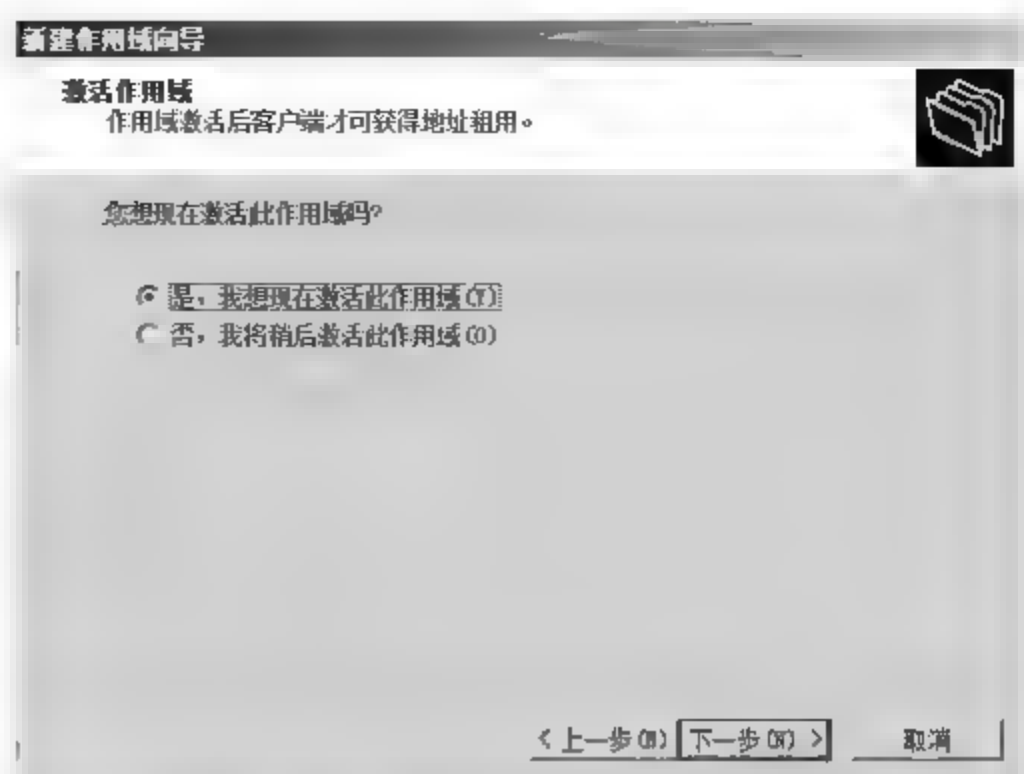 新建作用域向导
激活作用域
作用域激活后客户端才可获得地址租用。
您想现在激活此作用域吗?
是，我想现在激活此作用域(Y)
否，我将稍后激活此作用域(O)
< 上一步(B) 下一步(N) > 取消